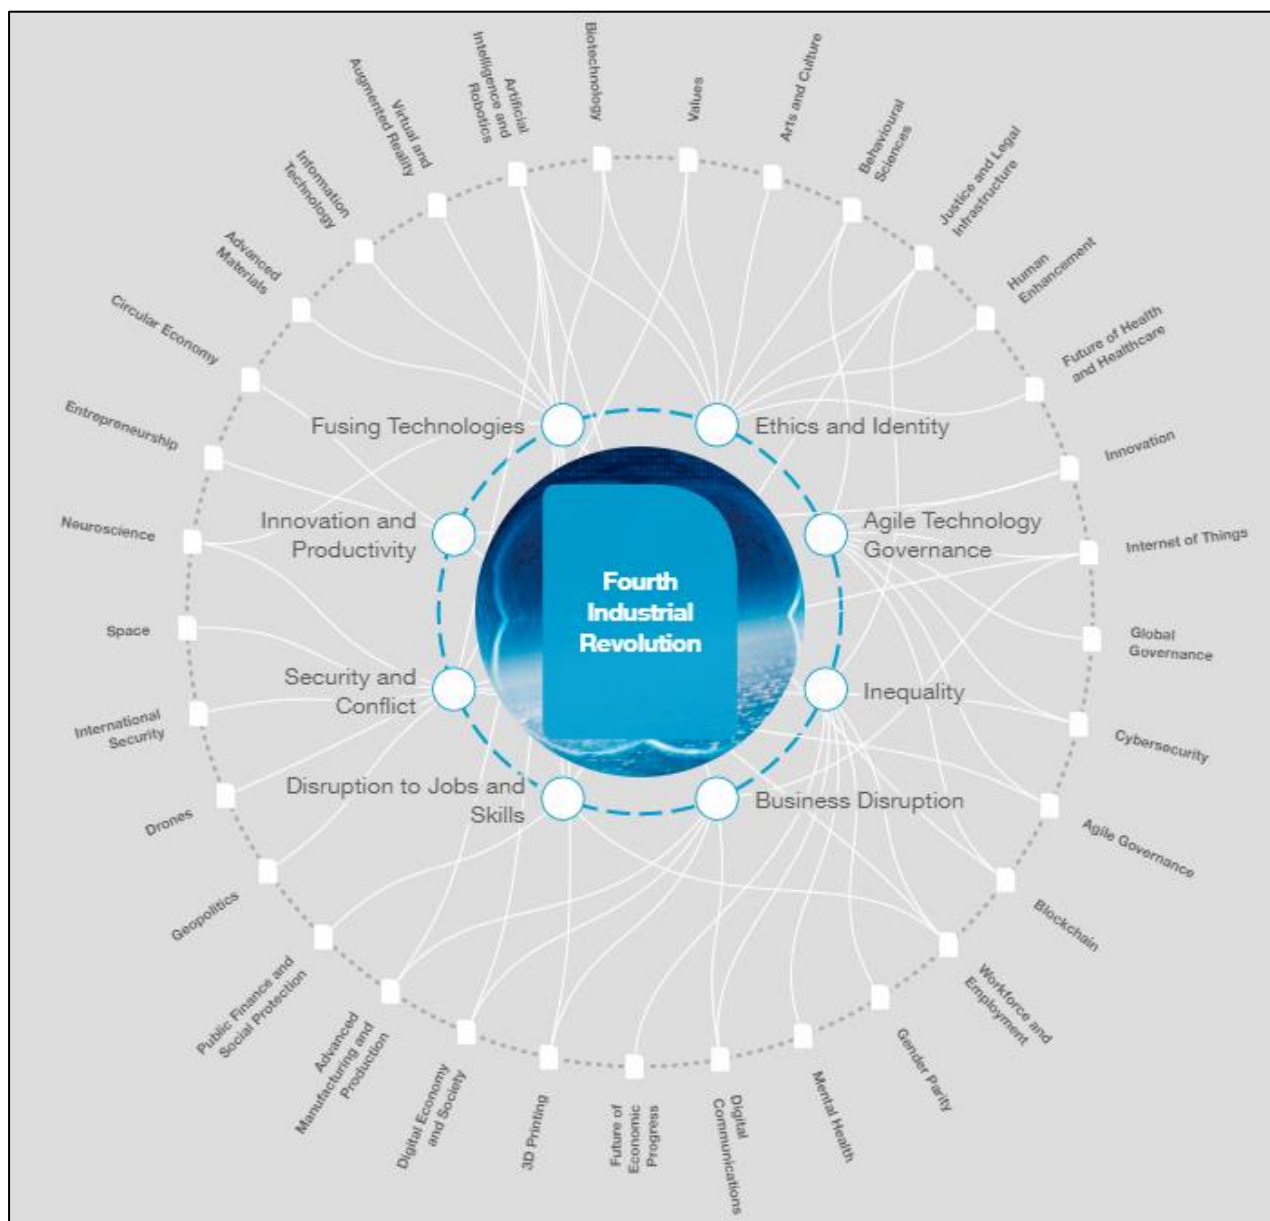 Fourth
Industrial
Revolution
Fusing Technologies
Ethics and Identity
Innovation and
Productivity
Agile Technology
Governance
Security and
Conflict
Inequality
Disruption to Jobs and
Skills
Business Disruption
Biotechnology
Values
Arts and Culture
Behavioural
Sciences
Justice and Legal
Infrastructure
Human
Enhancement
Future of Health
and Healthcare
Innovation
Internet of Things
Global
Governance
Cybersecurity
Agile Governance
Blockchain
Workforce and
Employment
Gender Parity
Mental Health
Digital
Communications
Future of
Economic
Progress
3D Printing
Digital Economy
and Society
Advanced
Manufacturing and
Production
Public Finance and
Social Protection
Geopolitics
Drones
International
Security
Space
Neuroscience
Entrepreneurship
Circular Economy
Advanced
Materials
Information
Technology
Virtual and
Augmented Reality
Artificial
Intelligence and
Robotics